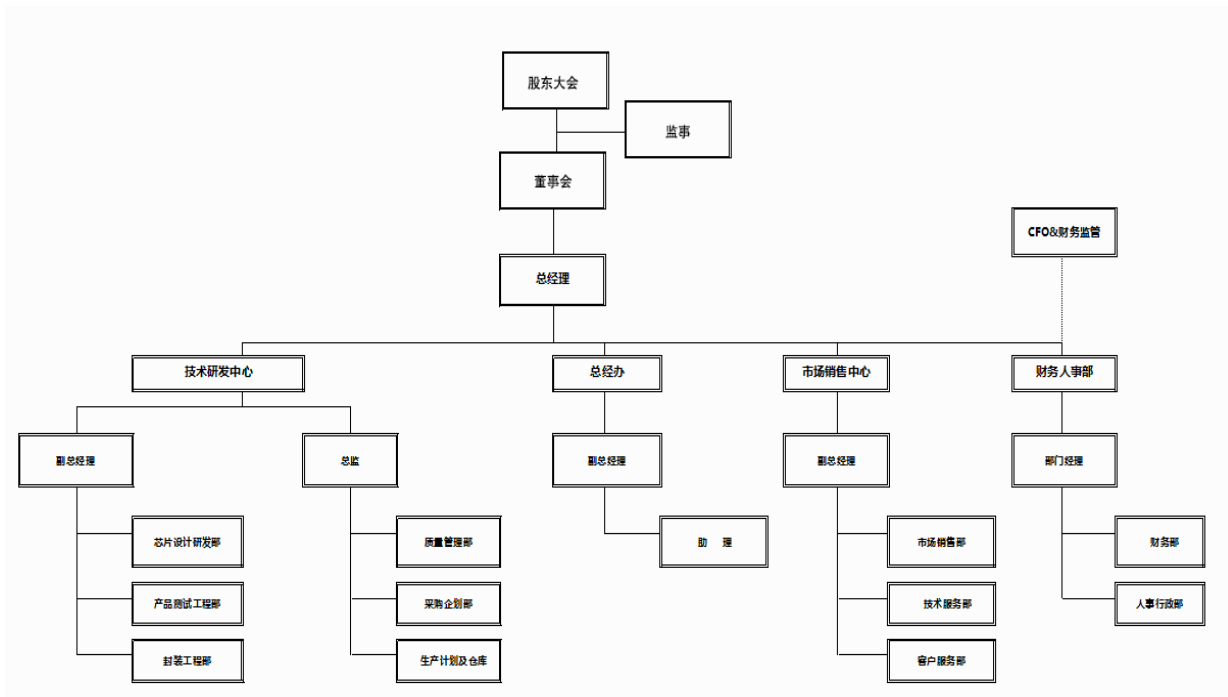 股东大会
监事
董事会
CFO&财务监管
总经理
技术研发中心
总经办
市场销售中心
财务人事部
副总经理
总监
副总经理
副总经理
部门经理
芯片设计研发部
质量管理部
助 理
市场销售部
财务部
产品测试工程部
采购企划部
技术服务部
人事行政部
封装工程部
生产计划及仓库
客户服务部